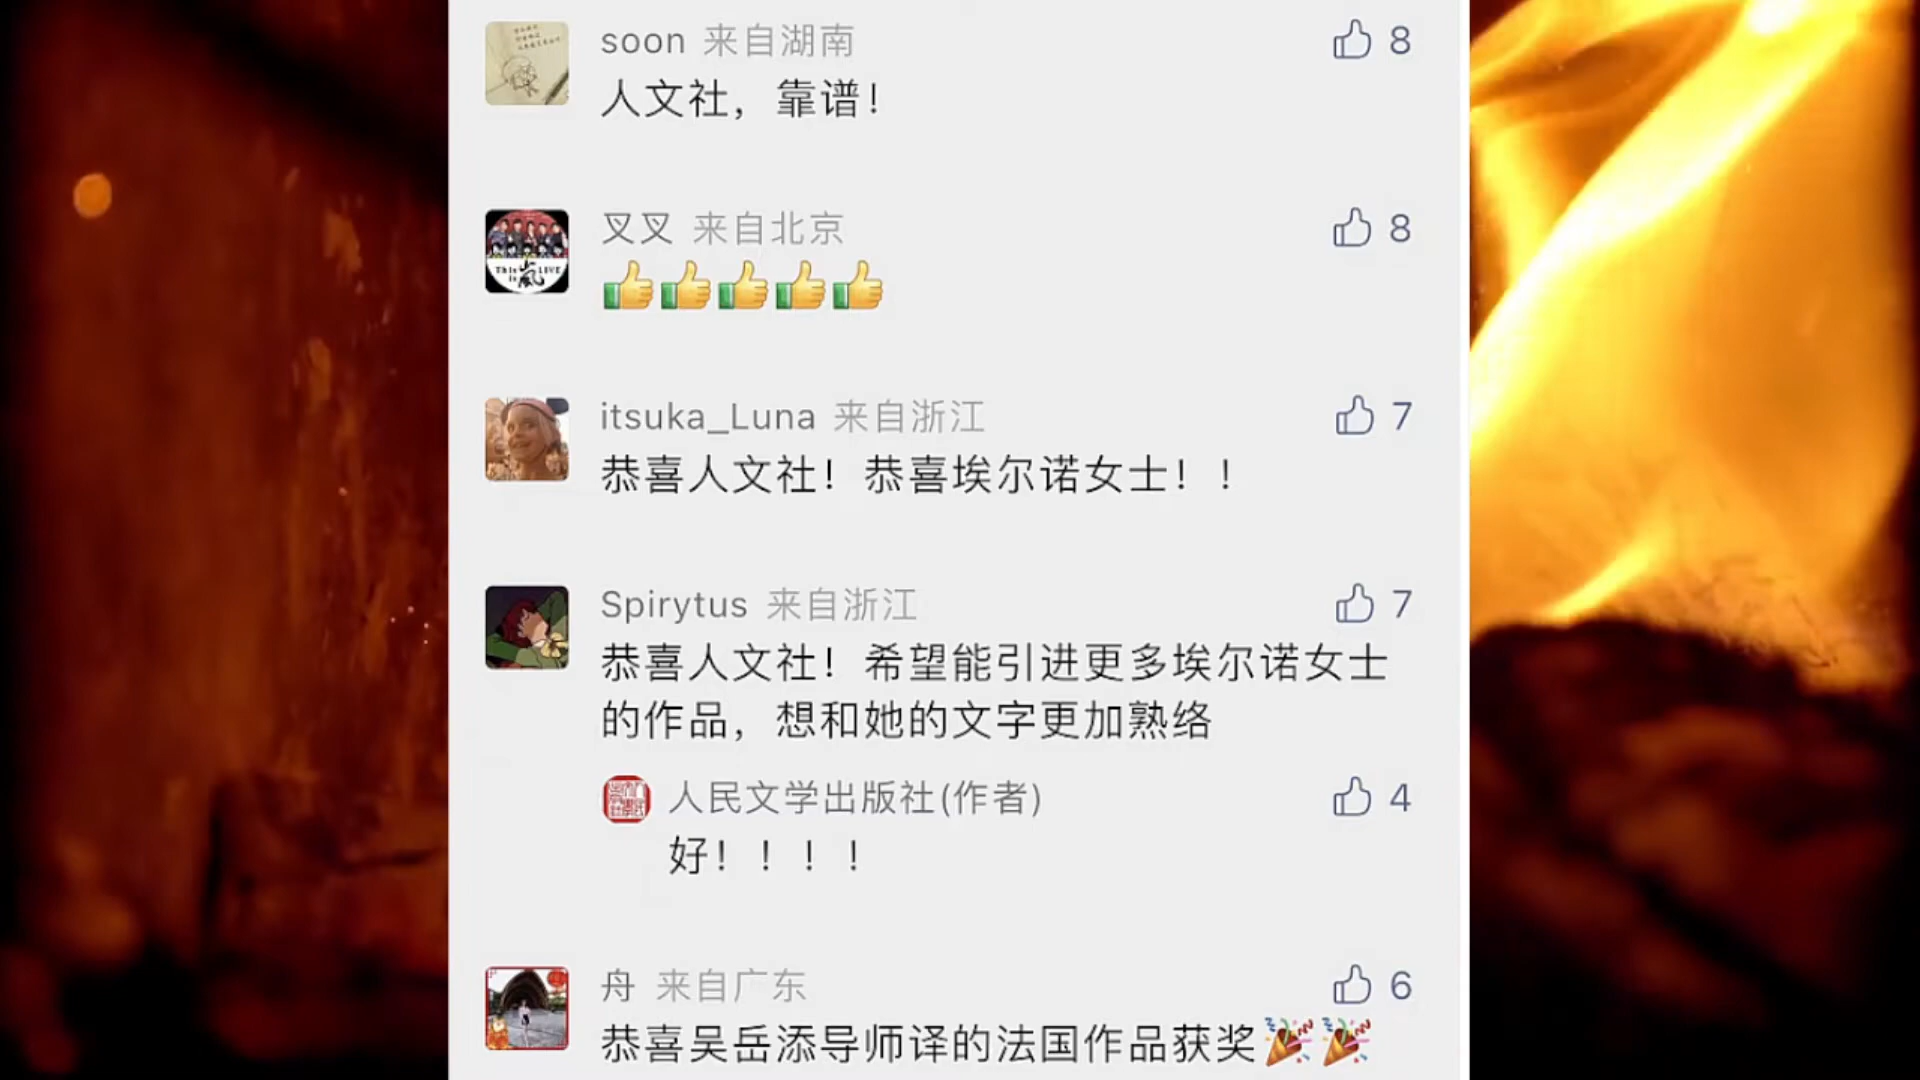 soon 来自湖南 8
人文社，靠谱！
叉叉 来自北京 8
This is 嵐 LIVE
👍👍👍👍👍
itsuka_Luna 来自浙江 7
恭喜人文社！恭喜埃尔诺女士！！
Spirytus 来自浙江 7
恭喜人文社！希望能引进更多埃尔诺女士
的作品，想和她的文字更加熟络
人民文学出版社(作者) 4
好！！！！
舟 来自广东 6
恭喜吴岳添导师译的法国作品获奖🎉🎉